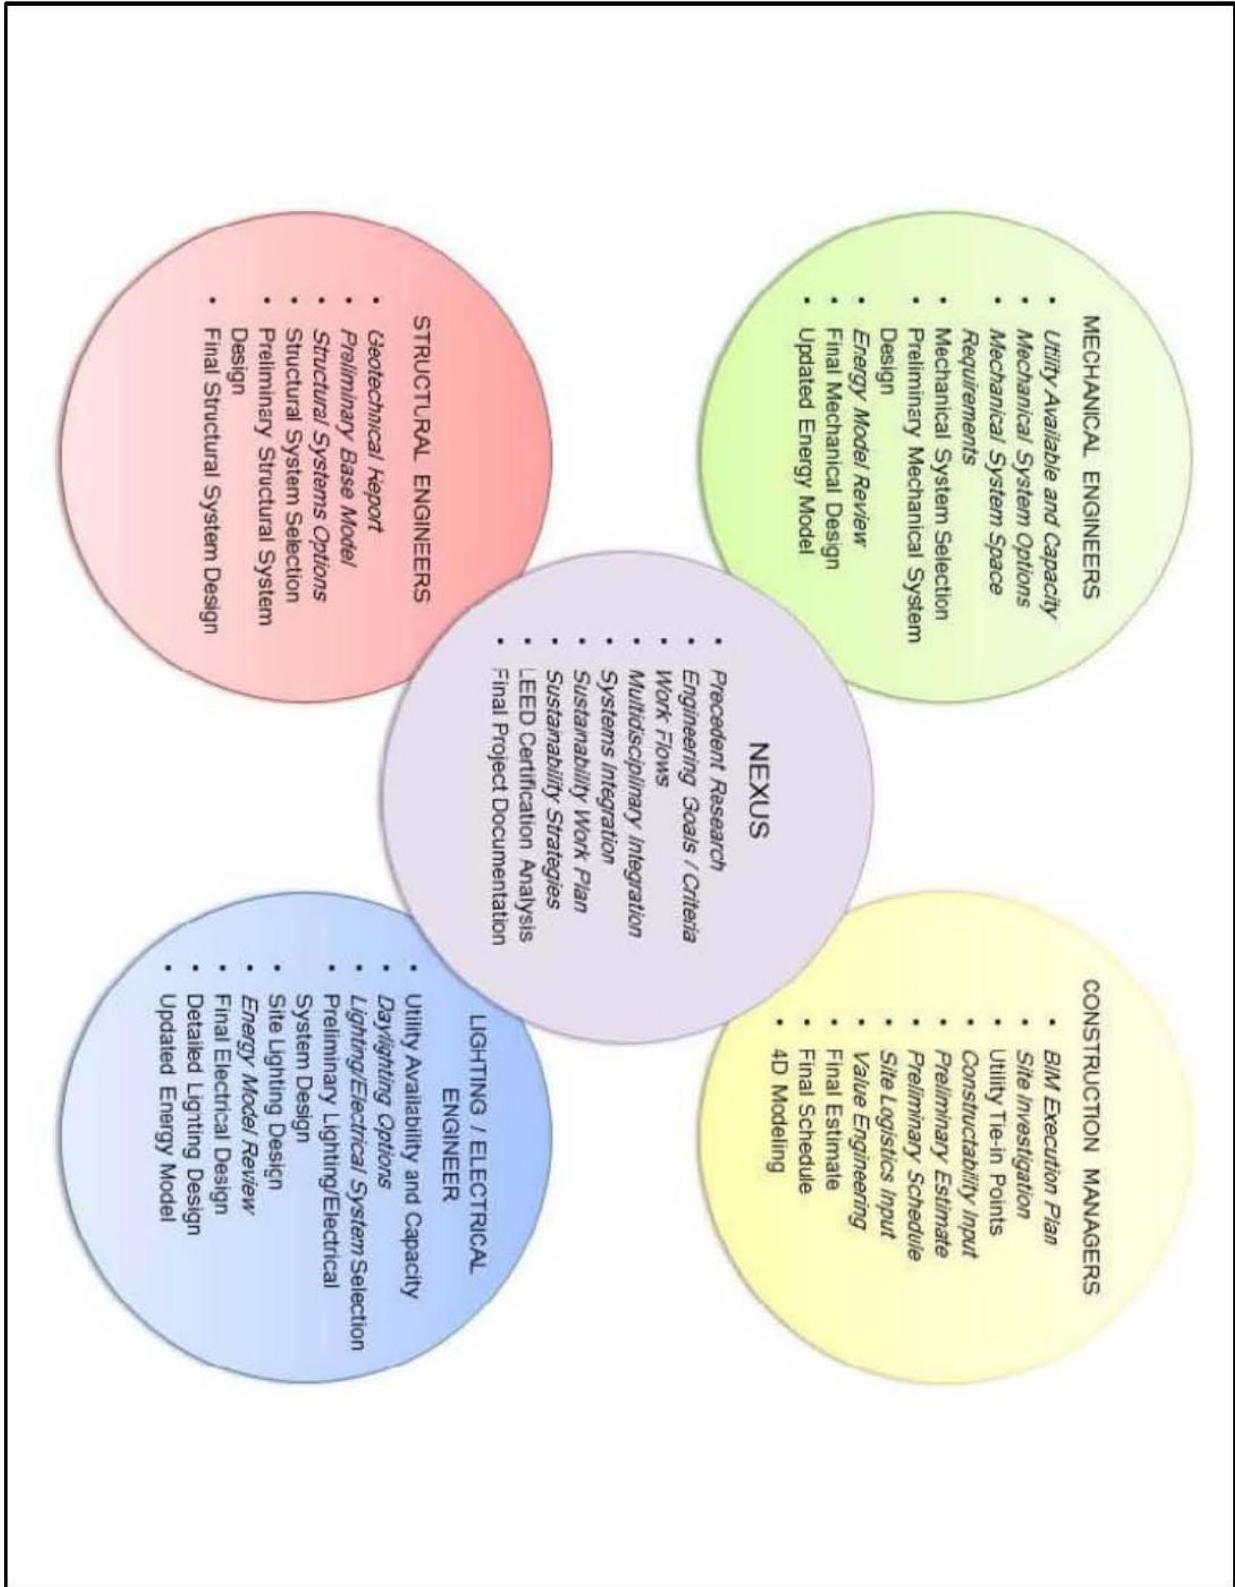 MECHANICAL ENGINEERS
• Utility Available and Capacity
• Mechanical System Options
• Mechanical System Space
Requirements
• Mechanical System Selection
• Preliminary Mechanical System
Design
• Energy Model Review
• Final Mechanical Design
• Updated Energy Model
CONSTRUCTION MANAGERS
• BIM Execution Plan
• Site Investigation
• Utility Tie-in Points
• Constructability Input
• Preliminary Estimate
• Preliminary Schedule
• Site Logistics Input
• Value Engineering
• Final Estimate
• Final Schedule
• 4D Modeling
NEXUS
• Precedent Research
• Engineering Goals / Criteria
• Work Flows
• Multidisciplinary Integration
• Systems Integration
• Sustainability Work Plan
• Sustainability Strategies
• LEED Certification Analysis
• Final Project Documentation
STRUCTURAL ENGINEERS
• Geotechnical Report
• Preliminary Base Model
• Structural Systems Options
• Structural System Selection
• Preliminary Structural System
Design
• Final Structural System Design
LIGHTING / ELECTRICAL
ENGINEER
• Utility Availability and Capacity
• Daylighting Options
• Lighting/Electrical System Selection
• Preliminary Lighting/Electrical
System Design
• Site Lighting Design
• Energy Model Review
• Final Electrical Design
• Detailed Lighting Design
• Updated Energy Model